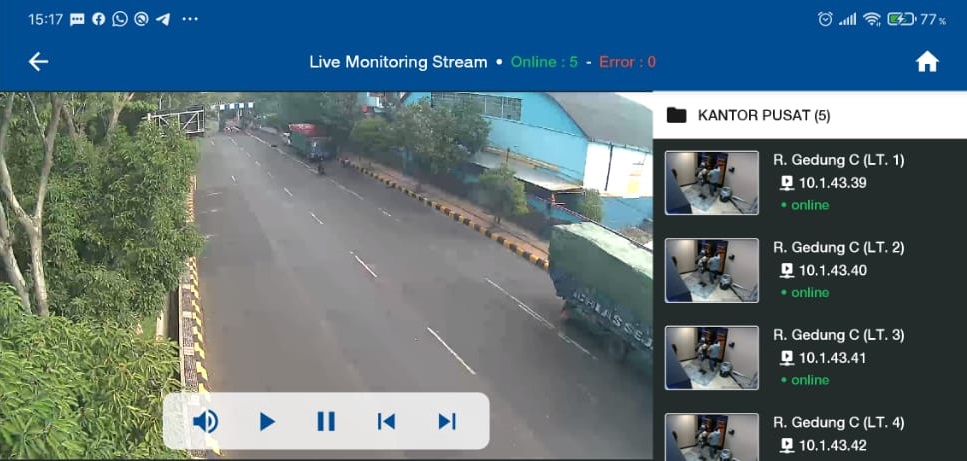 15:17
77%
Live Monitoring Stream • Online : 5 - Error : 0
KANTOR PUSAT (5)
R. Gedung C (LT. 1)
10.1.43.39
• online
R. Gedung C (LT. 2)
10.1.43.40
• online
R. Gedung C (LT. 3)
10.1.43.41
• online
R. Gedung C (LT. 4)
10.1.43.42